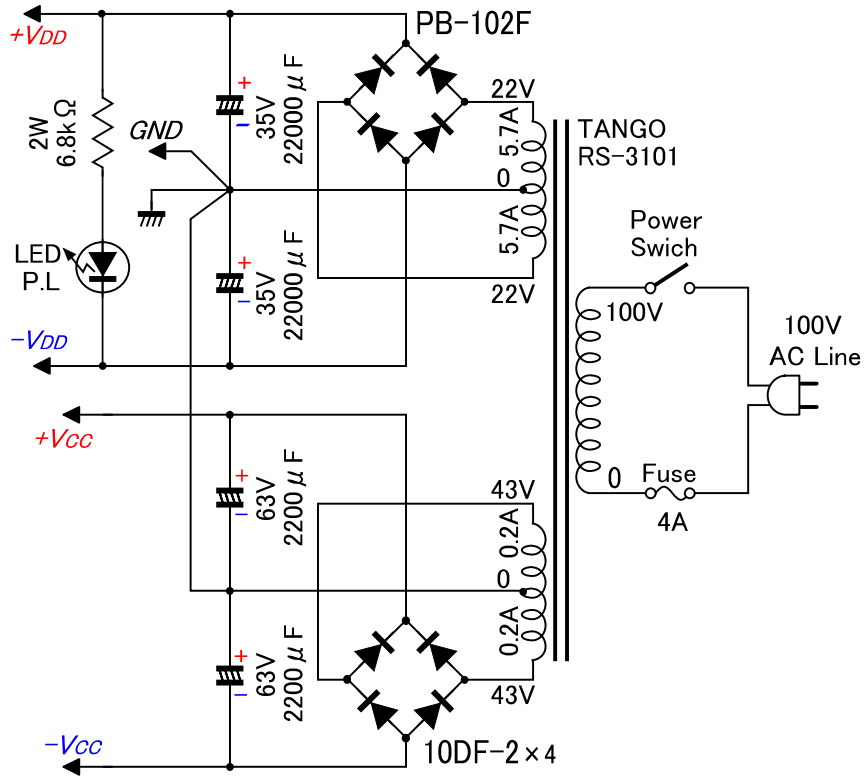 PB-102F
+VDD
2W
6.8kΩ
GND
+
−
35V
22000μF
22V
5.7A
0
5.7A
22V
TANGO
RS-3101
LED
P.L
+
−
35V
22000μF
−VDD
Power
Swich
100V
100V
AC Line
0
Fuse
4A
+VCC
+
−
63V
2200μF
43V
0.2A
0
0.2A
43V
+
−
63V
2200μF
−VCC
10DF-2×4